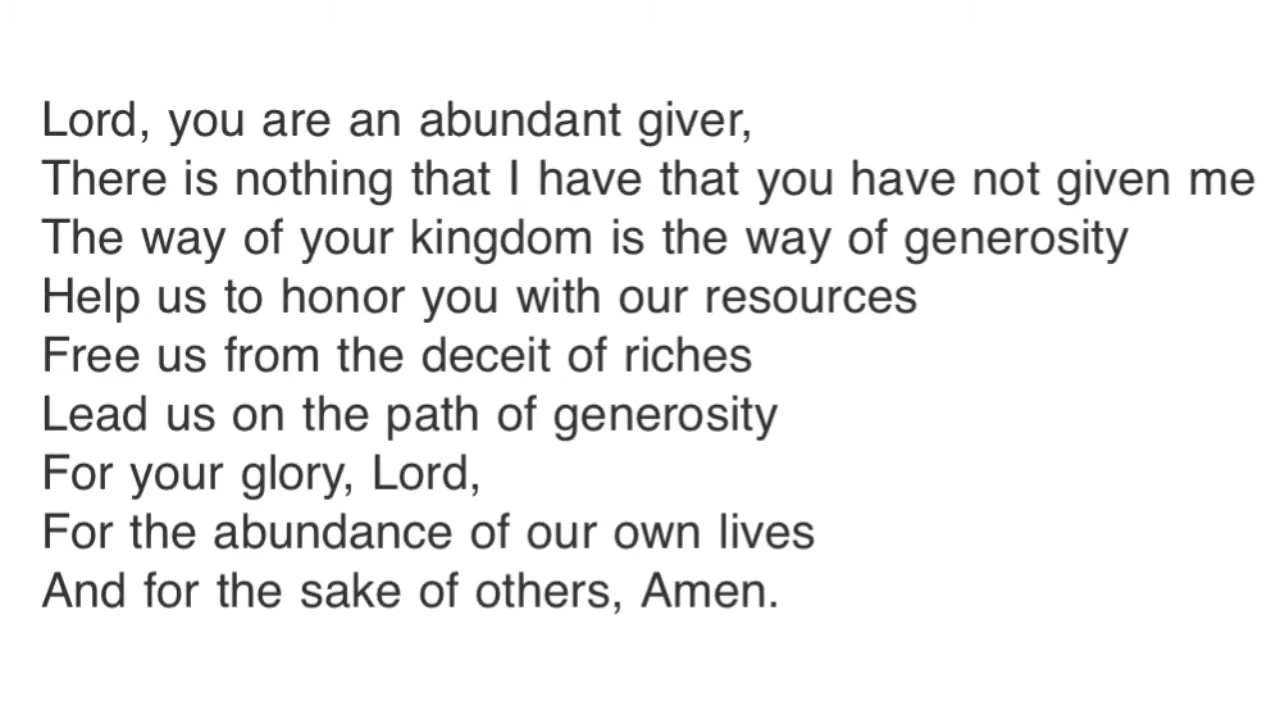 Lord, you are an abundant giver,
There is nothing that I have that you have not given me
The way of your kingdom is the way of generosity
Help us to honor you with our resources
Free us from the deceit of riches
Lead us on the path of generosity
For your glory, Lord,
For the abundance of our own lives
And for the sake of others, Amen.